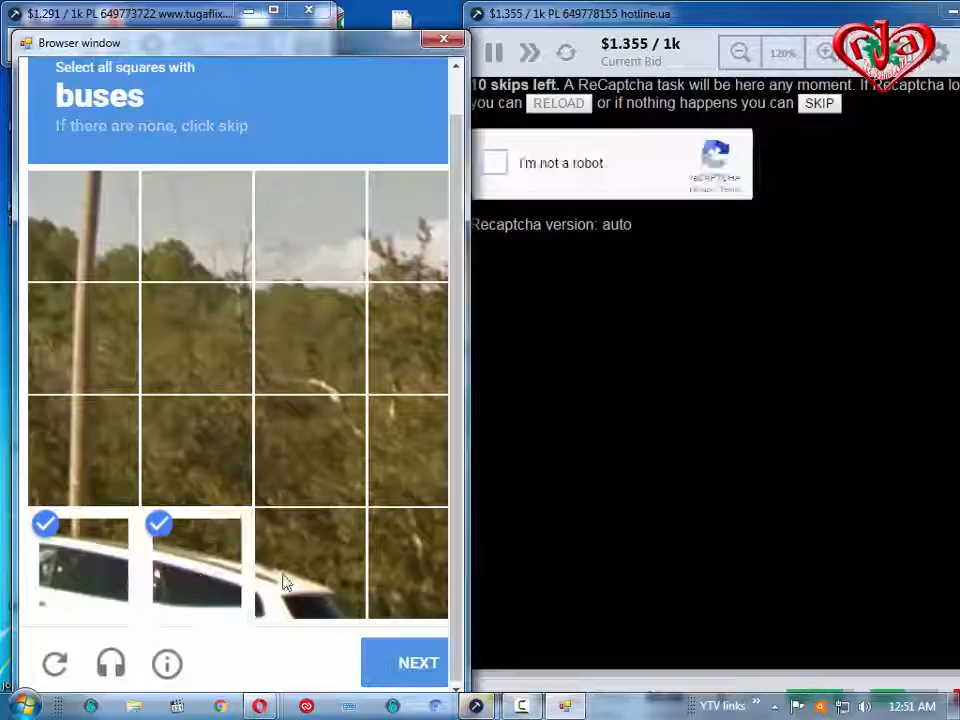 $1.291 / 1k PL 649773722 www.tugaflix....
$1.355 / 1k PL 649778155 hotline.ua
Browser window
Select all squares with
buses
If there are none, click skip
NEXT
$1.355 / 1k
Current Bid
120%
10 skips left. A ReCaptcha task will be here any moment. If Recaptcha lo
you can RELOAD or if nothing happens you can SKIP
I'm not a robot
reCAPTCHA
Recaptcha version: auto
YTV links
12:51 AM